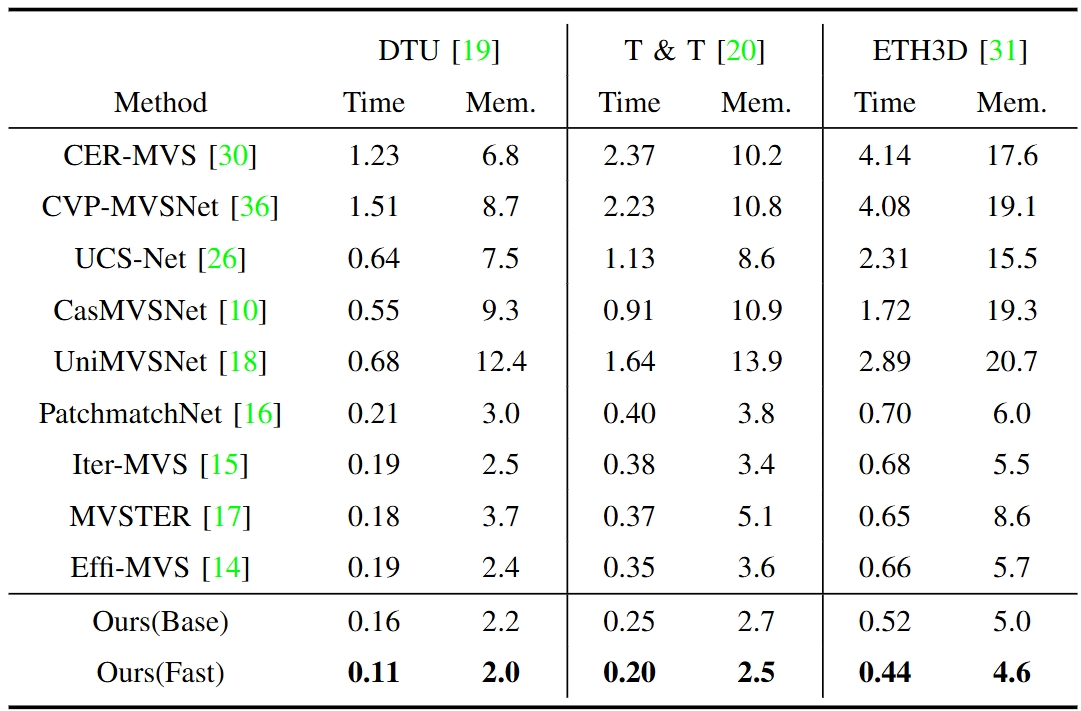 DTU [19] T & T [20] ETH3D [31]
Method Time Mem. Time Mem. Time Mem.
CER-MVS [30] 1.23 6.8 2.37 10.2 4.14 17.6
CVP-MVSNet [36] 1.51 8.7 2.23 10.8 4.08 19.1
UCS-Net [26] 0.64 7.5 1.13 8.6 2.31 15.5
CasMVSNet [10] 0.55 9.3 0.91 10.9 1.72 19.3
UniMVSNet [18] 0.68 12.4 1.64 13.9 2.89 20.7
PatchmatchNet [16] 0.21 3.0 0.40 3.8 0.70 6.0
Iter-MVS [15] 0.19 2.5 0.38 3.4 0.68 5.5
MVSTER [17] 0.18 3.7 0.37 5.1 0.65 8.6
Effi-MVS [14] 0.19 2.4 0.35 3.6 0.66 5.7
Ours(Base) 0.16 2.2 0.25 2.7 0.52 5.0
Ours(Fast) 0.11 2.0 0.20 2.5 0.44 4.6